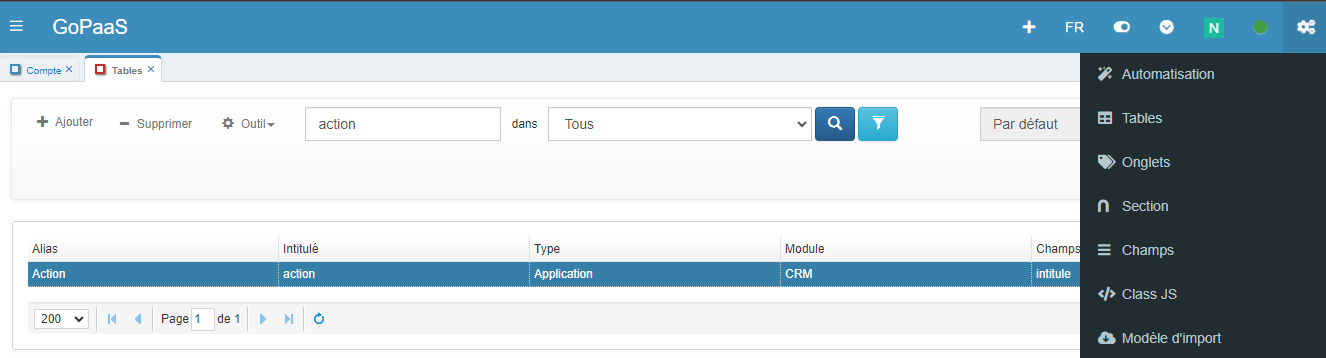 GoPaaS
FR
N
Compte
Tables
Automatisation
Tables
Onglets
Section
Champs
Class JS
Modèle d'import
Ajouter
Supprimer
Outil
action
dans
Tous
Par défaut
Alias Intitulé Type Module Champs
Action action Application CRM intitule
200 Page 1 de 1